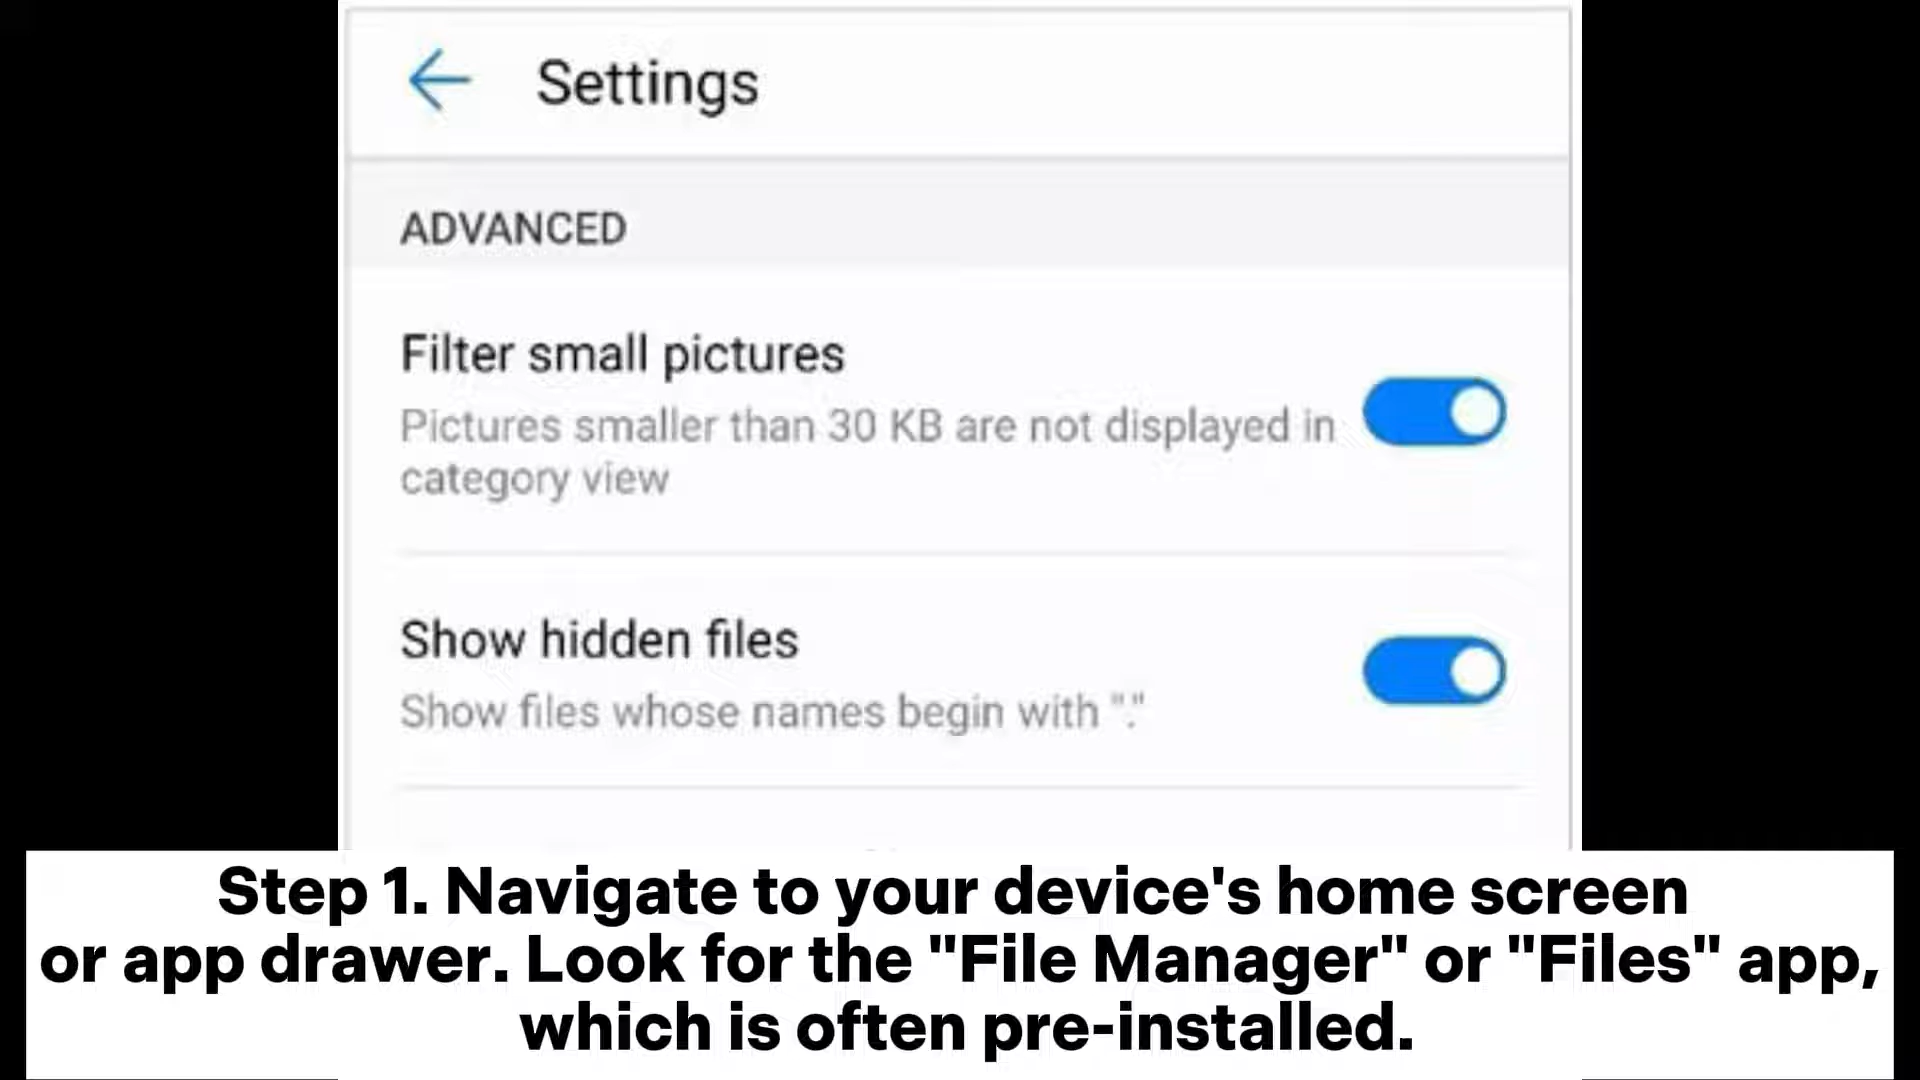 Settings
ADVANCED
Filter small pictures
Pictures smaller than 30 KB are not displayed in
category view
Show hidden files
Show files whose names begin with "."
Step 1. Navigate to your device's home screen
or app drawer. Look for the "File Manager" or "Files" app,
which is often pre-installed.